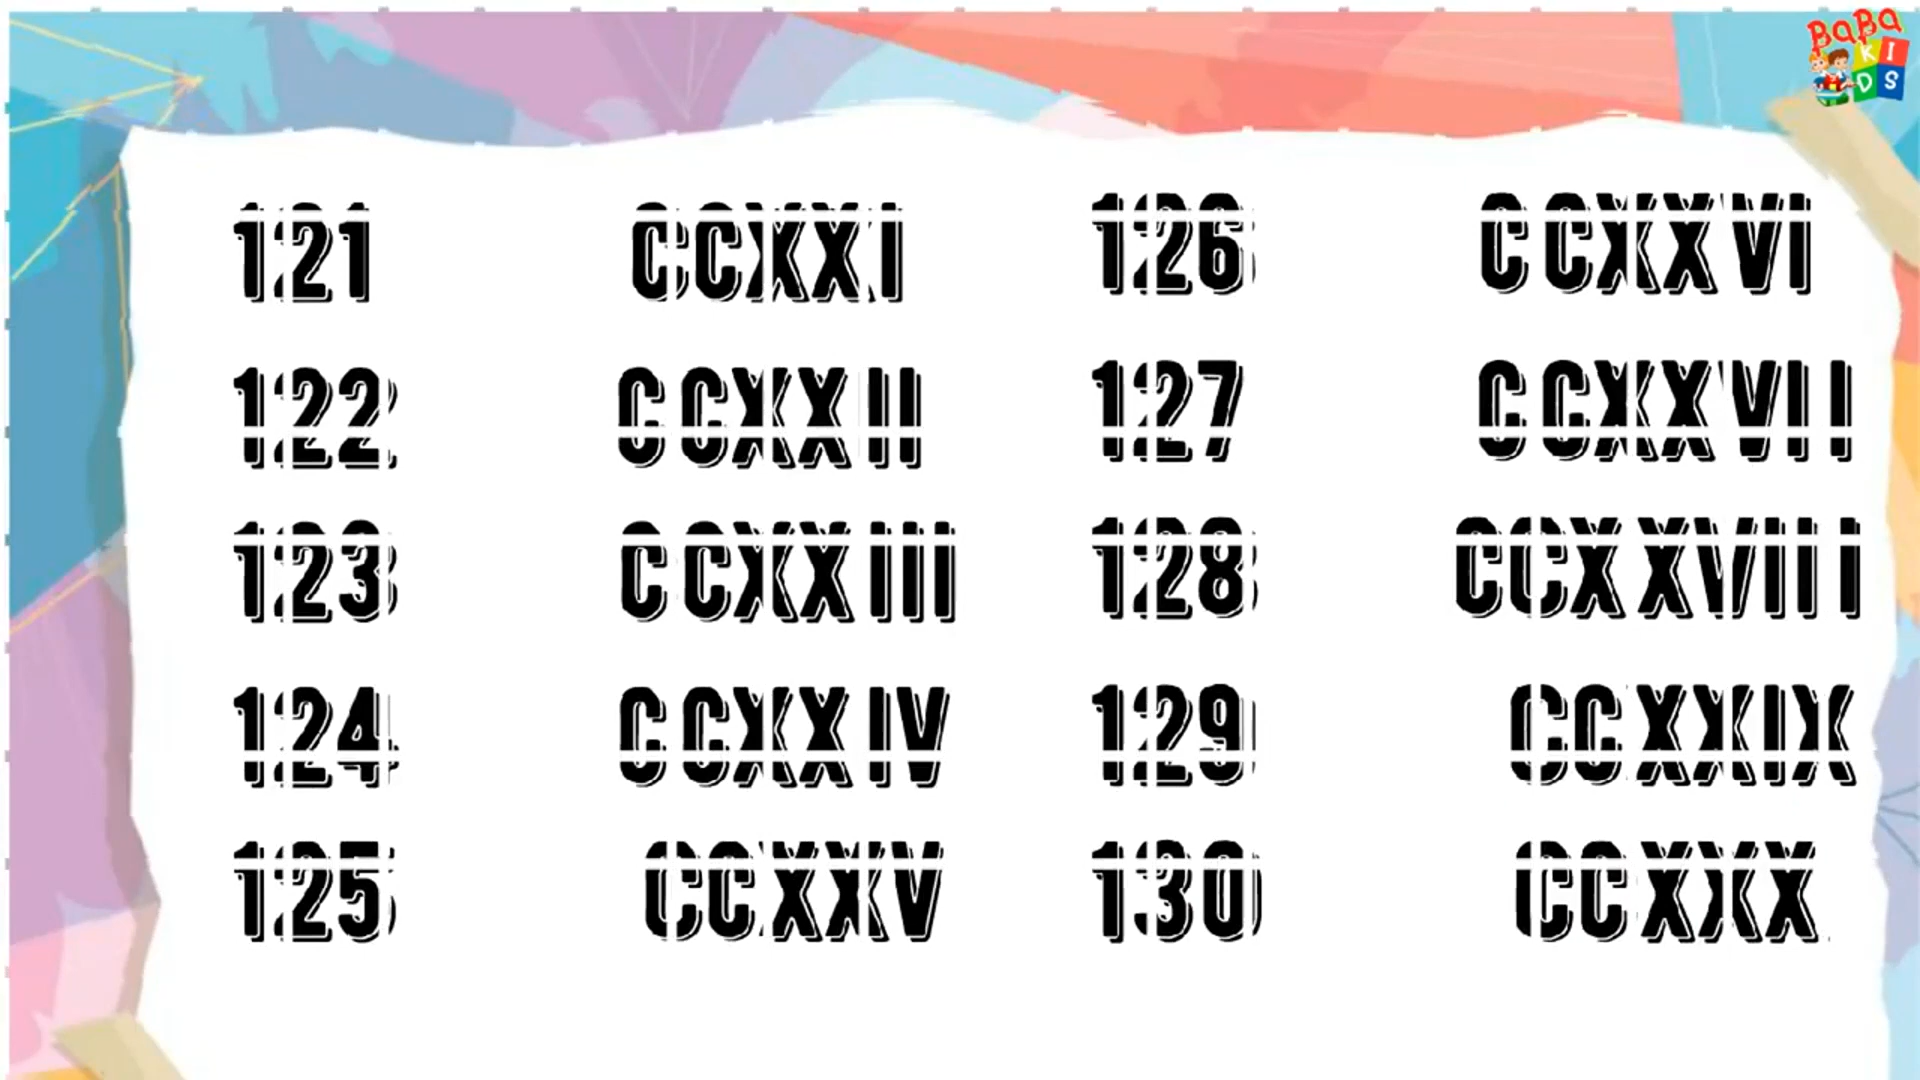 BaBa
KIDS
121 CCXXI 126 CCXXVI
122 CCXXII 127 CCXXVII
123 CCXXIII 128 CCXXVIII
124 CCXXIV 129 CCXXIX
125 CCXXV 130 CCXXX